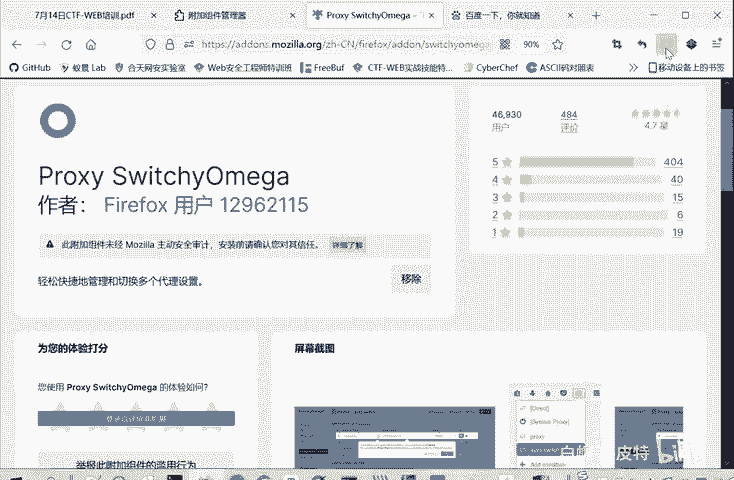 7月14日CTF-WEB培训.pdf
附加组件管理器
Proxy SwitchyOmega –
百度一下，你就知道
https://addons.mozilla.org/zh-CN/firefox/addon/switchyomega
90%
GitHub
蚁景 Lab
合天网安实验室
Web安全工程师特训班
FreeBuf
CTF-WEB实战技能特...
CyberChef
ASCII码对照表
移动设备上的书签
Proxy SwitchyOmega
作者： Firefox 用户 12962115
此附加组件未经 Mozilla 主动安全审计，安装前请确认您对其信任。 详细了解
轻松快捷地管理和切换多个代理设置。
移除
46,930
用户
484
评价
4.7 星
5 404
4 40
3 15
2 6
1 19
为您的体验打分
您使用 Proxy SwitchyOmega 的体验如何？
举报此附加组件的滥用行为
屏幕截图
[Direct]
[System Proxy]
proxy
Add condition